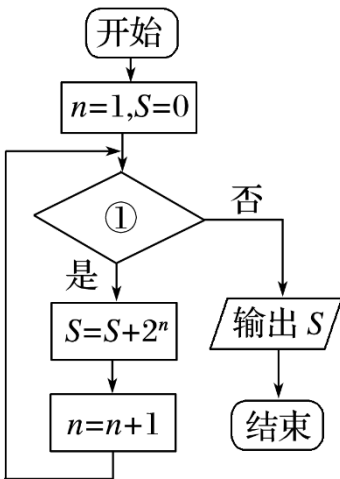 开始
n=1,S=0
①
否
是
S=S+2ⁿ
输出 S
n=n+1
结束